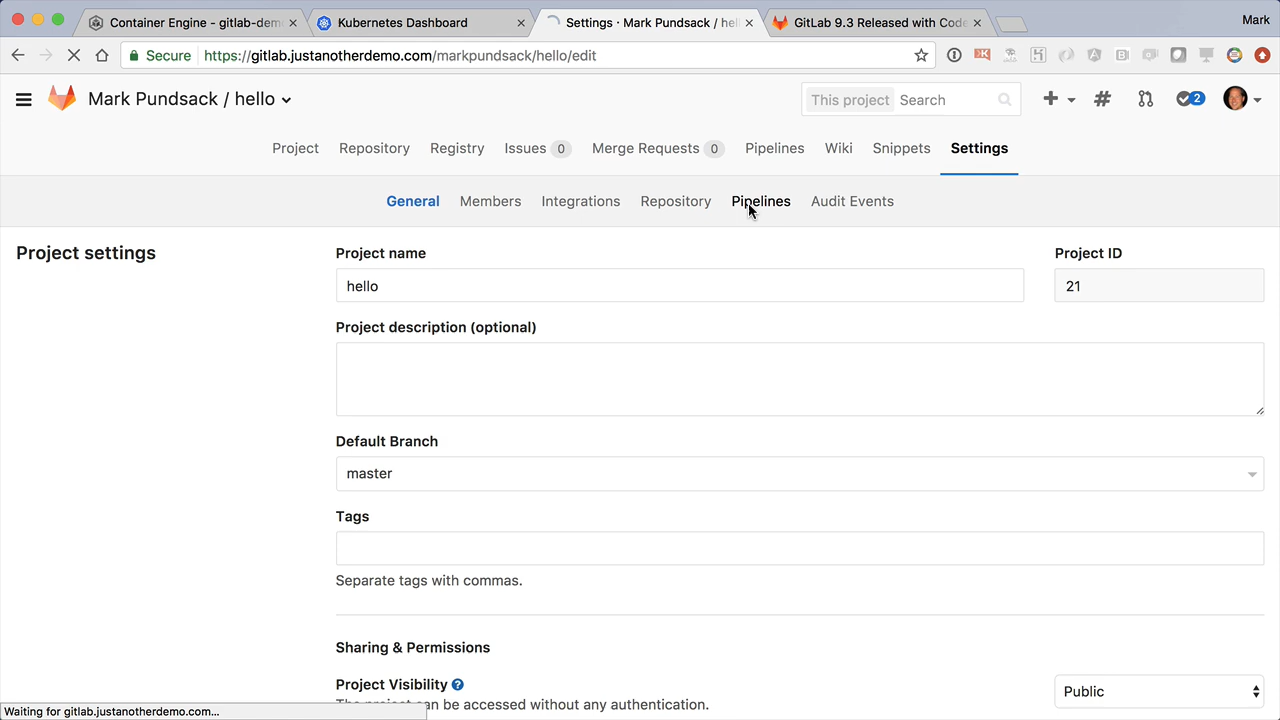 Container Engine - gitlab-dem
Kubernetes Dashboard
Settings · Mark Pundsack / hel
GitLab 9.3 Released with Code
Mark
Secure
https://gitlab.justanotherdemo.com/markpundsack/hello/edit
Mark Pundsack / hello
This project
Search
2
Project
Repository
Registry
Issues 0
Merge Requests 0
Pipelines
Wiki
Snippets
Settings
General
Members
Integrations
Repository
Pipelines
Audit Events
Project settings
Project name
Project ID
hello
21
Project description (optional)
Default Branch
master
Tags
Separate tags with commas.
Sharing & Permissions
Project Visibility ?
Public
The project can be accessed without any authentication.
Waiting for gitlab.justanotherdemo.com...